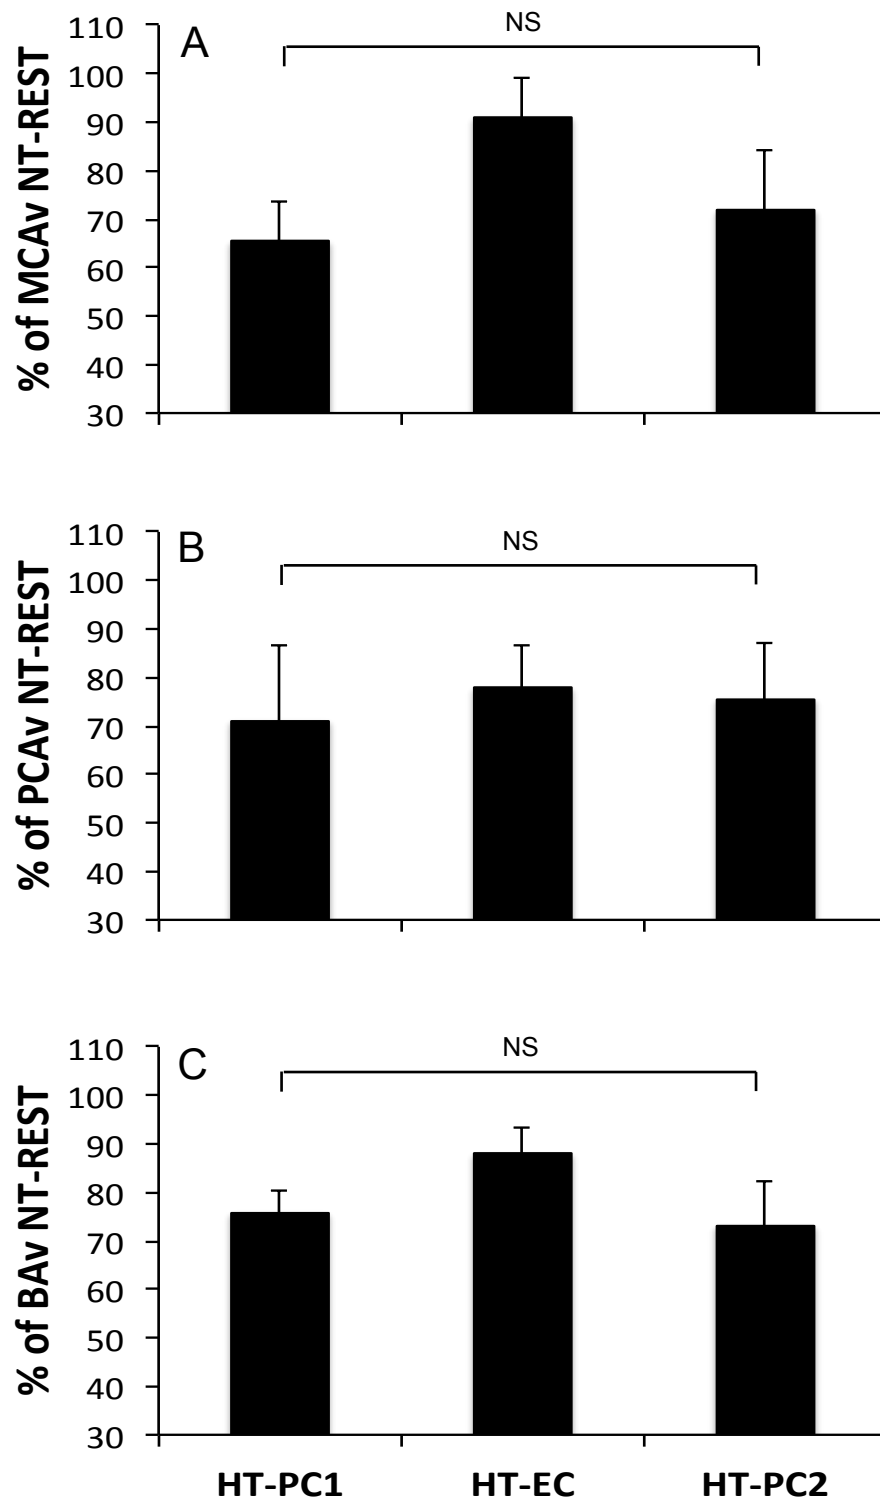 A
NS
% of MCAv NT-REST
110
100
90
80
70
60
50
40
30
B
NS
% of PCAv NT-REST
110
100
90
80
70
60
50
40
30
C
NS
% of BAv NT-REST
110
100
90
80
70
60
50
40
30
HT-PC1 HT-EC HT-PC2